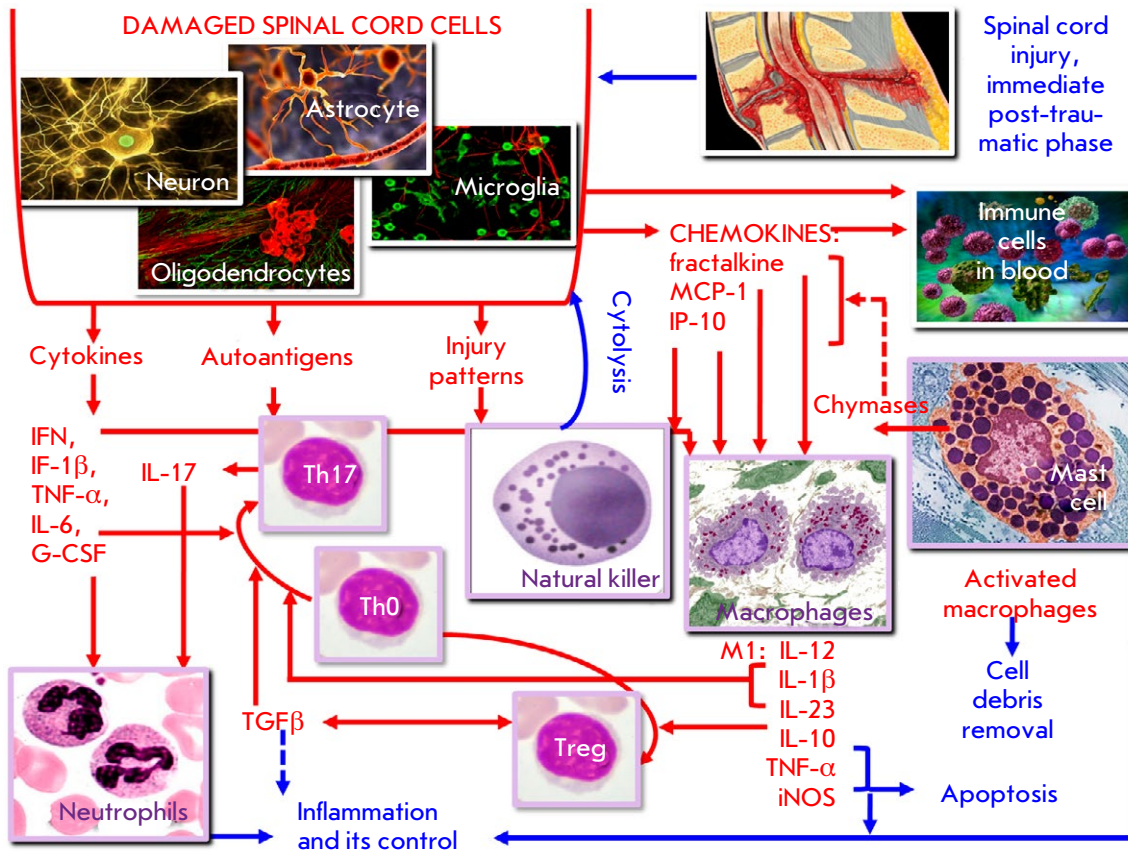 DAMAGED SPINAL CORD CELLS
Neuron
Astrocyte
Oligodendrocytes
Microglia
Spinal cord
injury,
immediate
post-trau-
matic phase
CHEMOKINES:
fractalkine
MCP-1
IP-10
Immune
cells
in blood
Cytokines
Autoantigens
Injury
patterns
Cytolysis
Chymases
Mast
cell
IFN,
IF-1β,
TNF-α,
IL-6,
G-CSF
IL-17
Th17
Th0
Natural killer
Macrophages
Activated
macrophages
Cell
debris
removal
M1: IL-12
IL-1β
IL-23
IL-10
TNF-α
iNOS
Apoptosis
TGFβ
Treg
Neutrophils
Inflammation
and its control